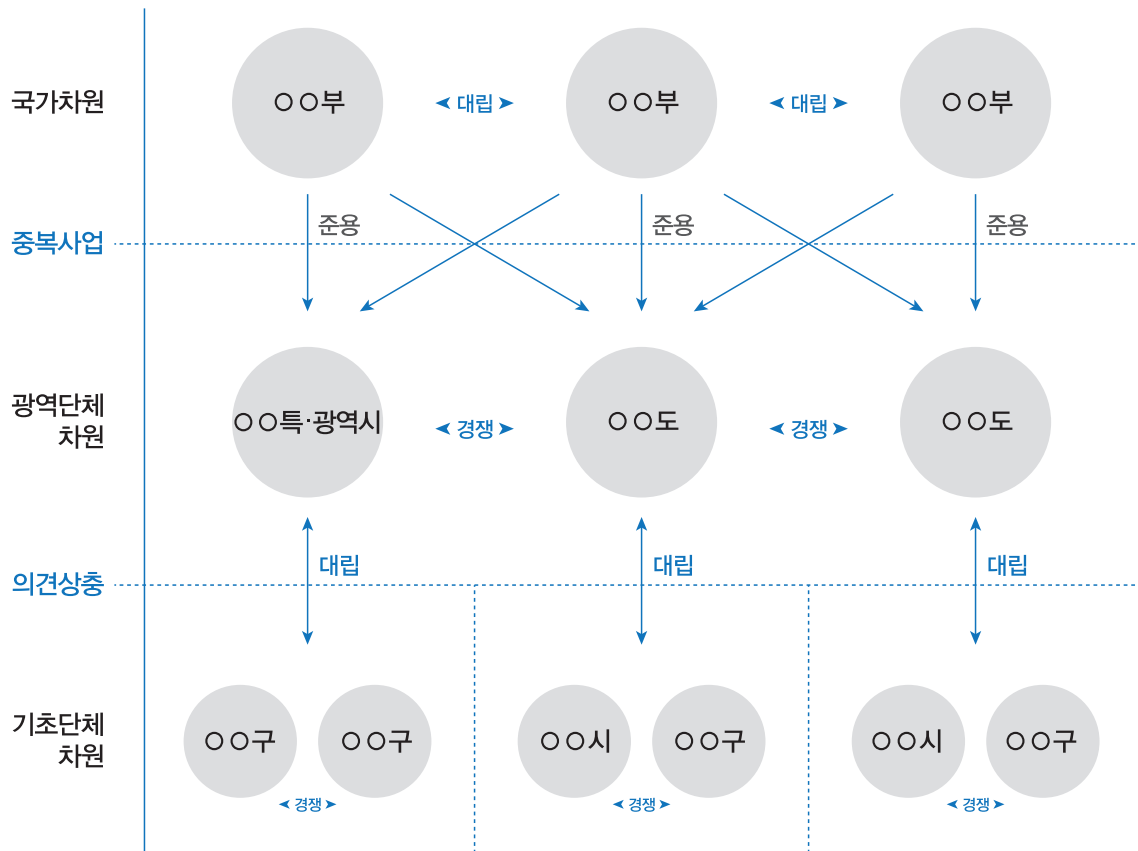 국가차원
○○부
◀ 대립 ▶
○○부
◀ 대립 ▶
○○부
준용
준용
준용
중복사업
광역단체
차원
○○특·광역시
◀ 경쟁 ▶
○○도
◀ 경쟁 ▶
○○도
대립
대립
대립
의견상충
기초단체
차원
○○구
○○구
○○시
○○구
○○시
○○구
◀ 경쟁 ▶
◀ 경쟁 ▶
◀ 경쟁 ▶